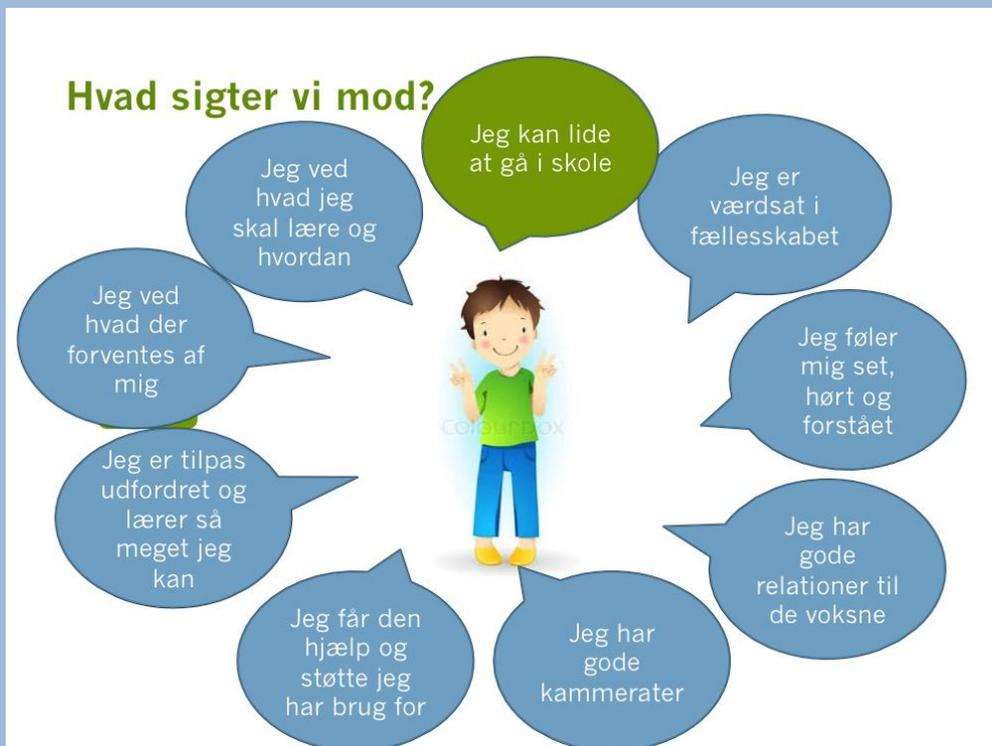 Hvad sigter vi mod?
Jeg kan lide
at gå i skole
Jeg er
værdsat i
fællesskabet
Jeg føler
mig set,
hørt og
forstået
Jeg har
gode
relationer til
de voksne
Jeg har
gode
kammerater
Jeg får den
hjælp og
støtte jeg
har brug for
Jeg er tilpas
udfordret og
lærer så
meget jeg
kan
Jeg ved
hvad der
forventes af
mig
Jeg ved
hvad jeg
skal lære og
hvordan
colourbox